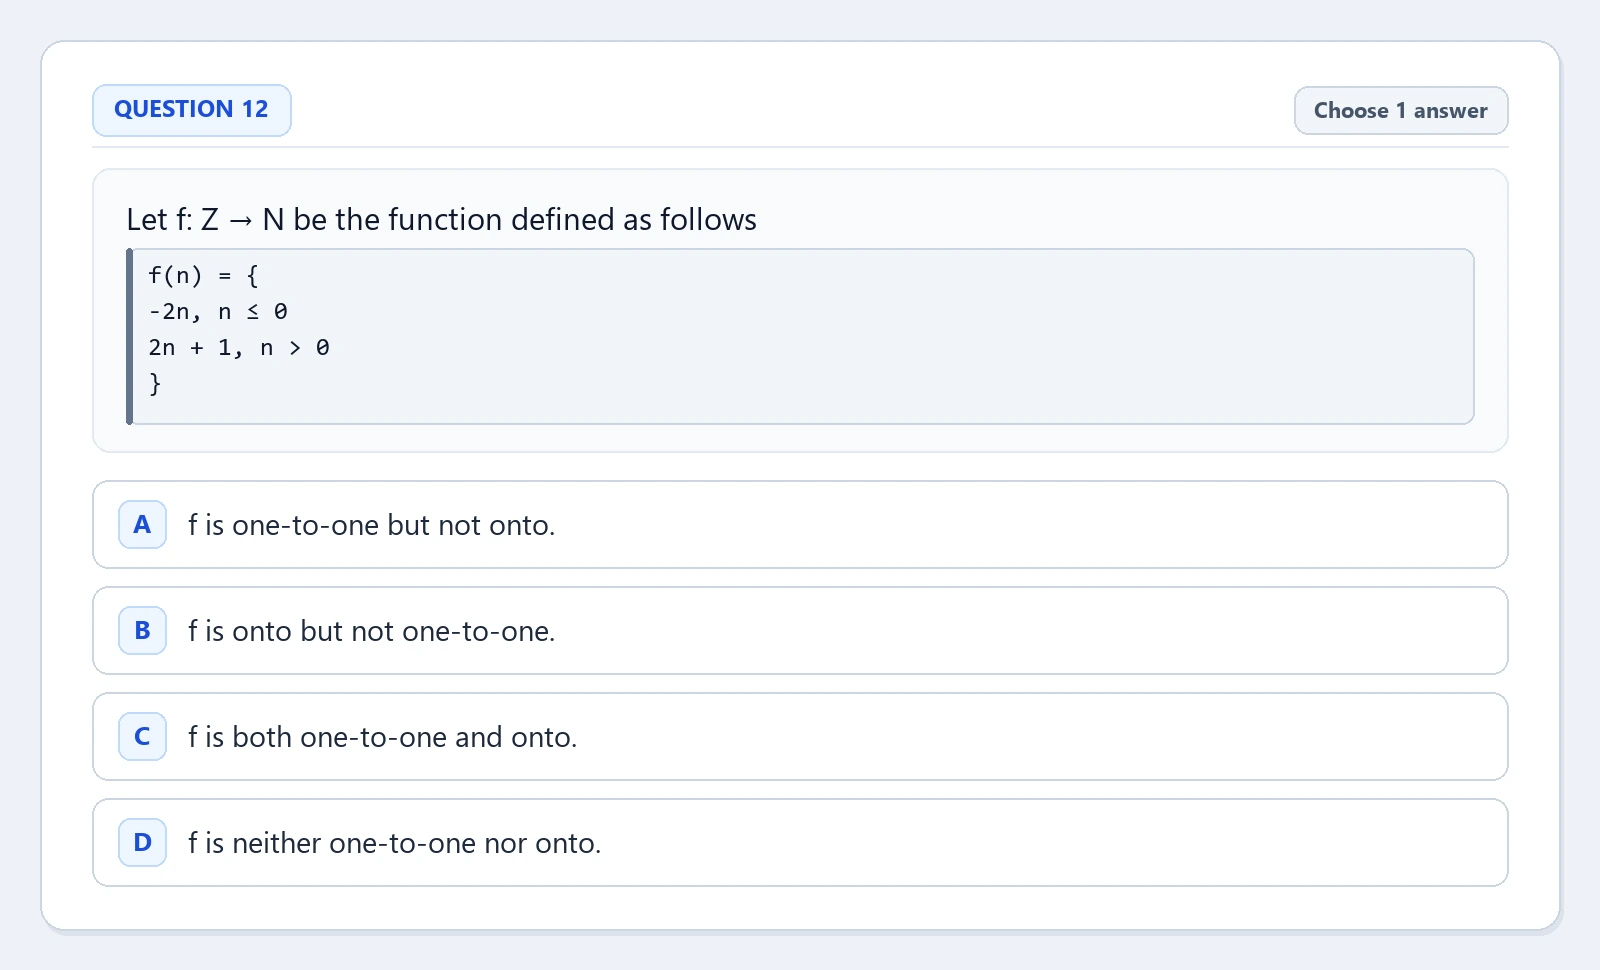 QUESTION 12
Choose 1 answer
Let f: Z → N be the function defined as follows
f(n) = {
-2n, n ≤ 0
2n + 1, n > 0
}
A
f is one-to-one but not onto.
B
f is onto but not one-to-one.
C
f is both one-to-one and onto.
D
f is neither one-to-one nor onto.